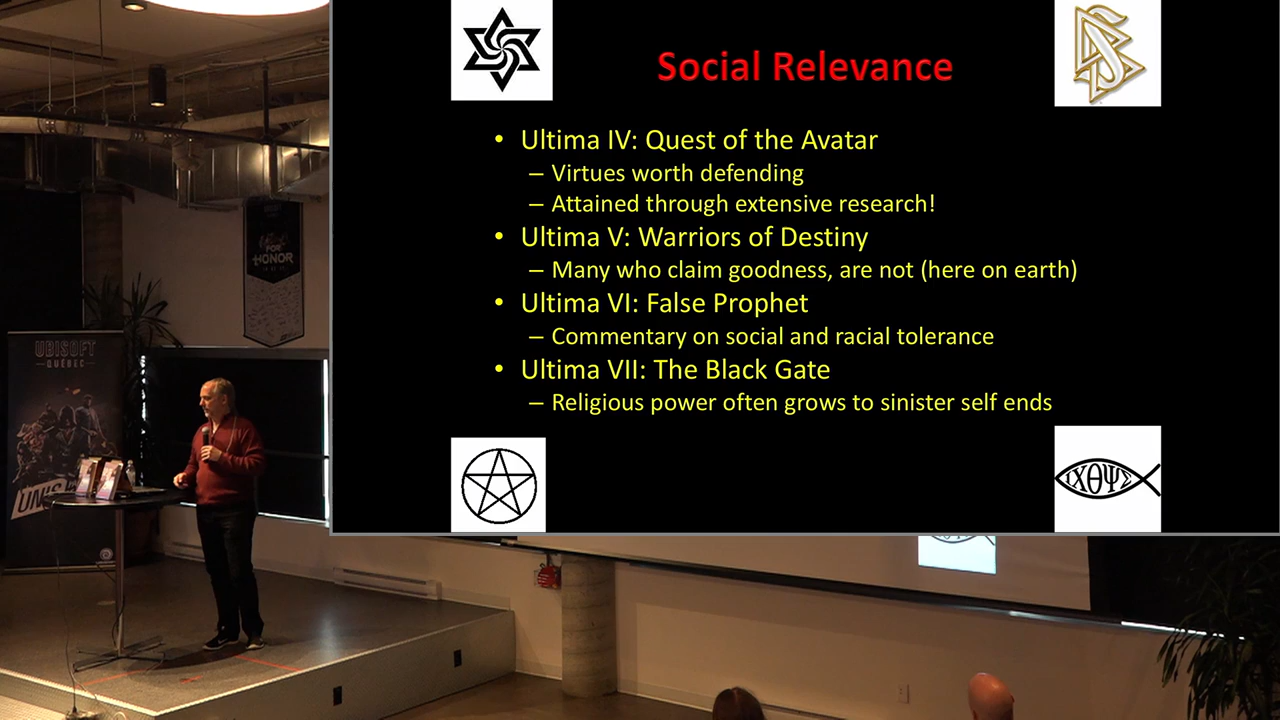 Social Relevance
• Ultima IV: Quest of the Avatar
– Virtues worth defending
– Attained through extensive research!
• Ultima V: Warriors of Destiny
– Many who claim goodness, are not (here on earth)
• Ultima VI: False Prophet
– Commentary on social and racial tolerance
• Ultima VII: The Black Gate
– Religious power often grows to sinister self ends
ΙΧΘΨΣ
FOR
HONOR
UBISOFT
QUÉBEC